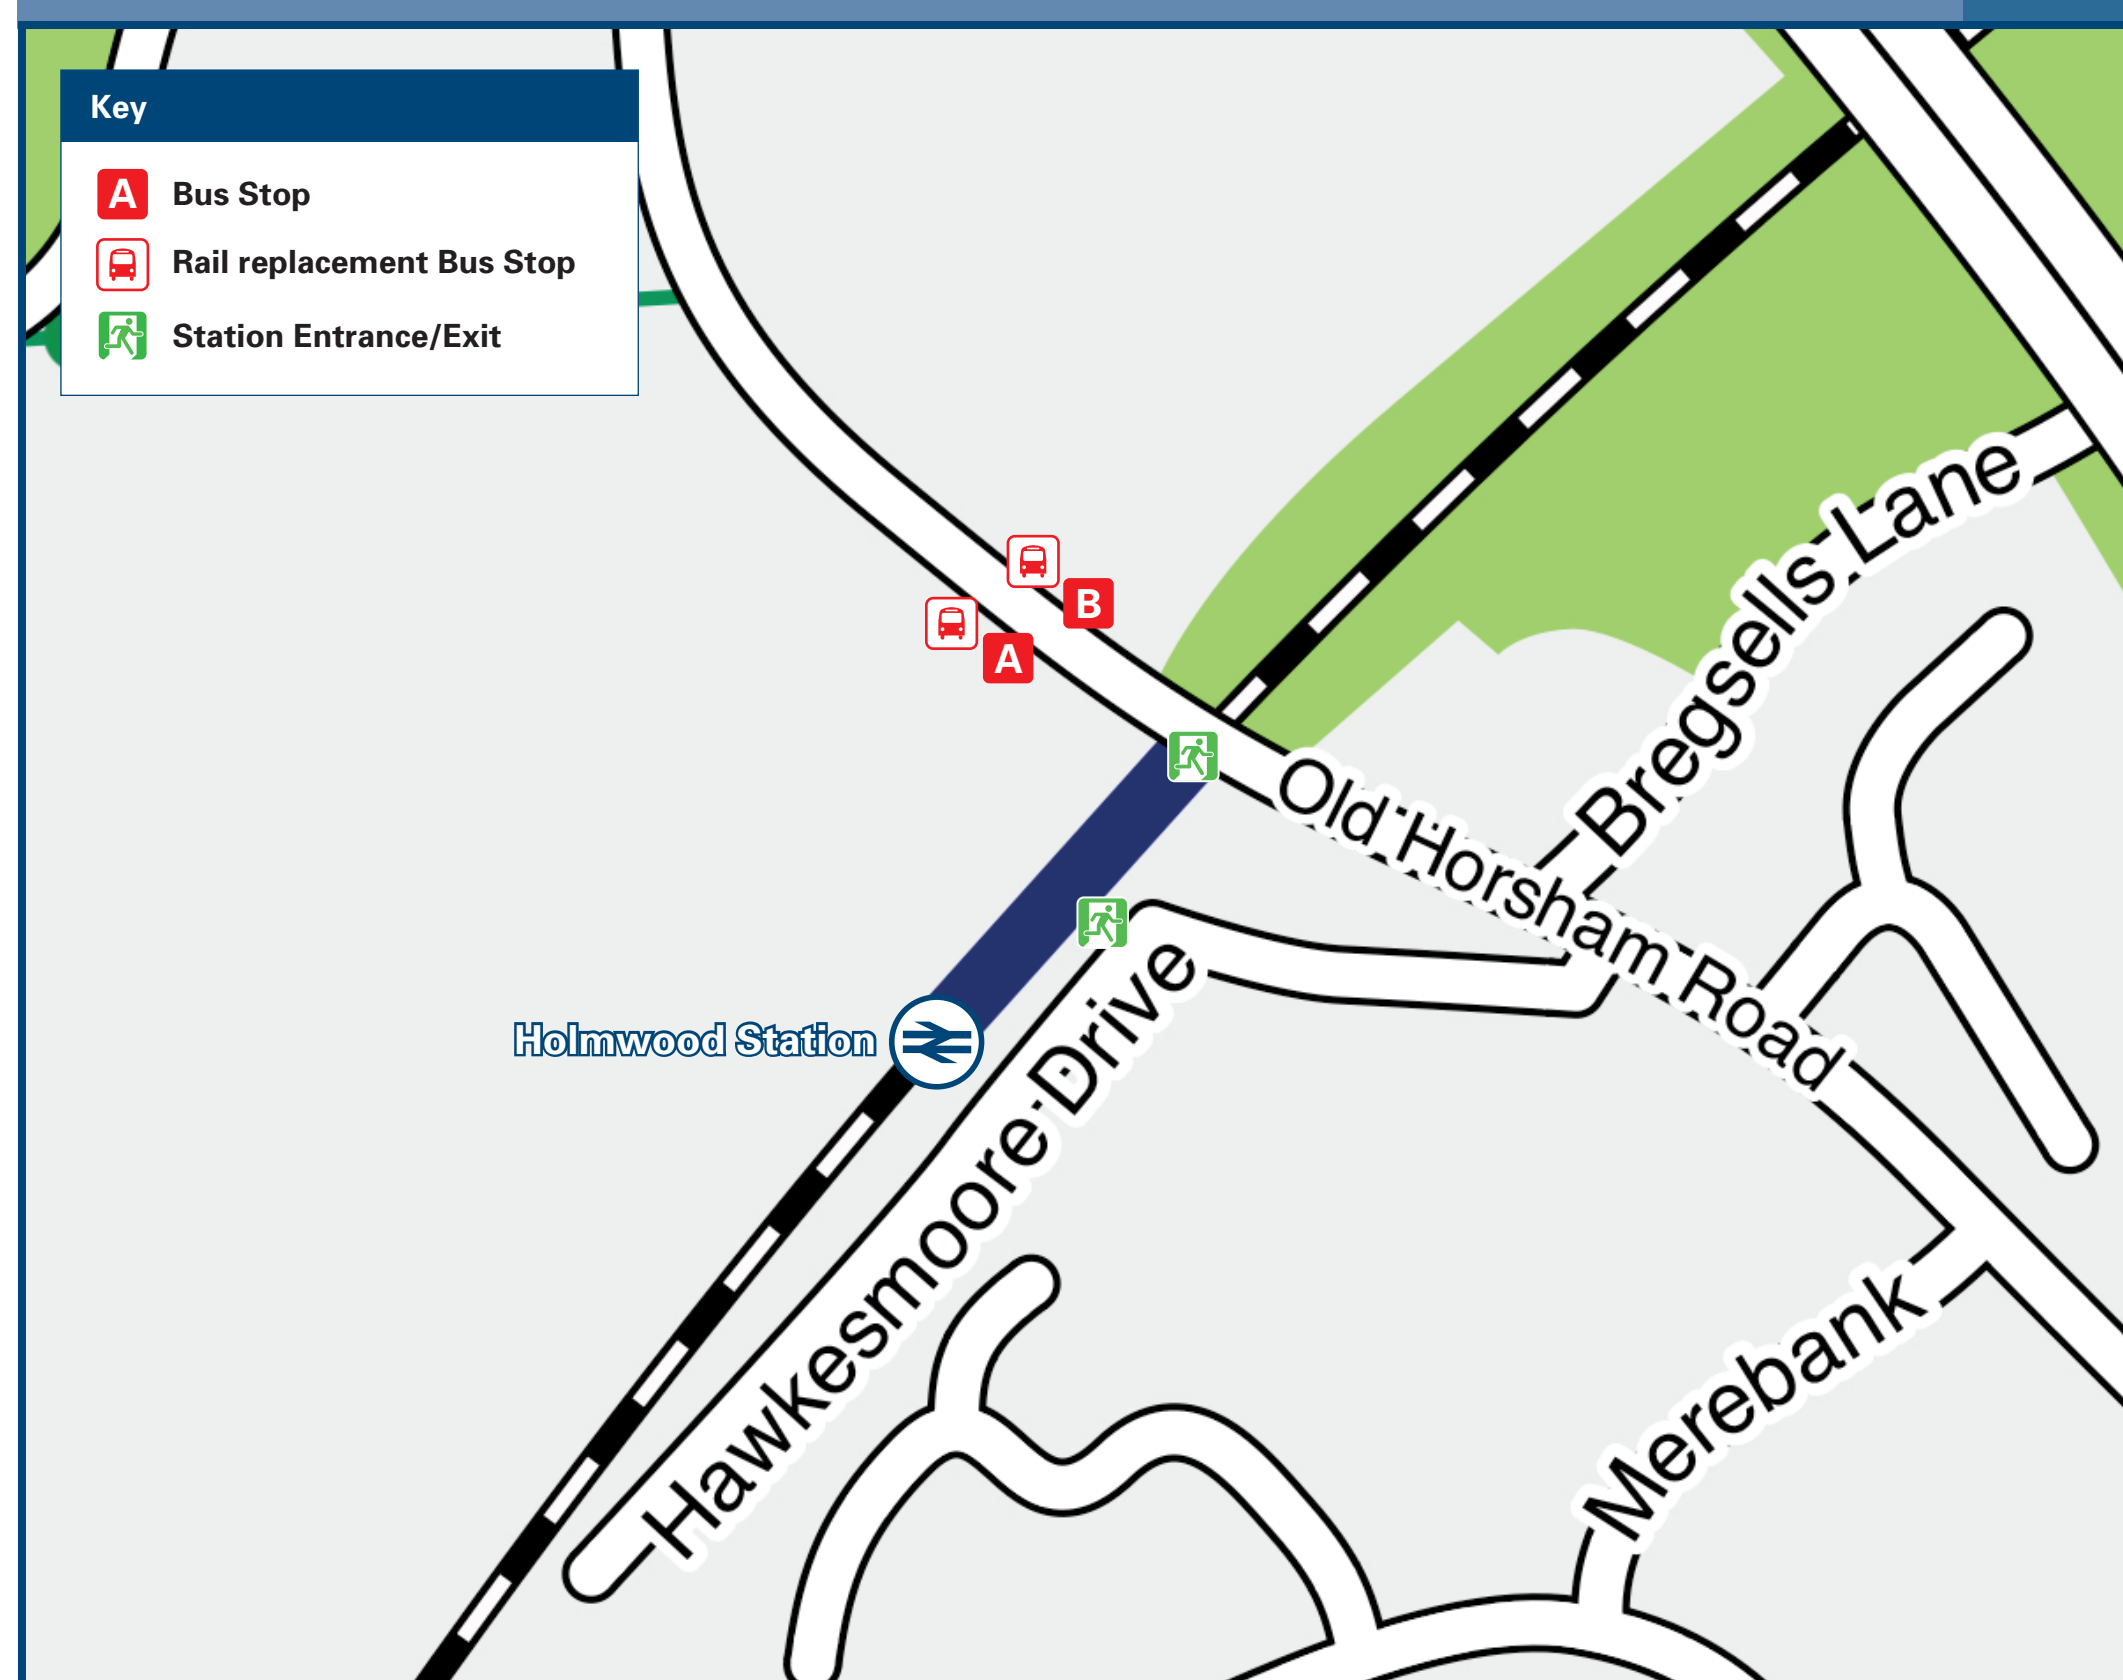 Key
A Bus Stop
Rail replacement Bus Stop
Station Entrance/Exit
B
A
Bregsells Lane
Old Horsham Road
Holmwood Station
Hawkesmoore Drive
Merebank